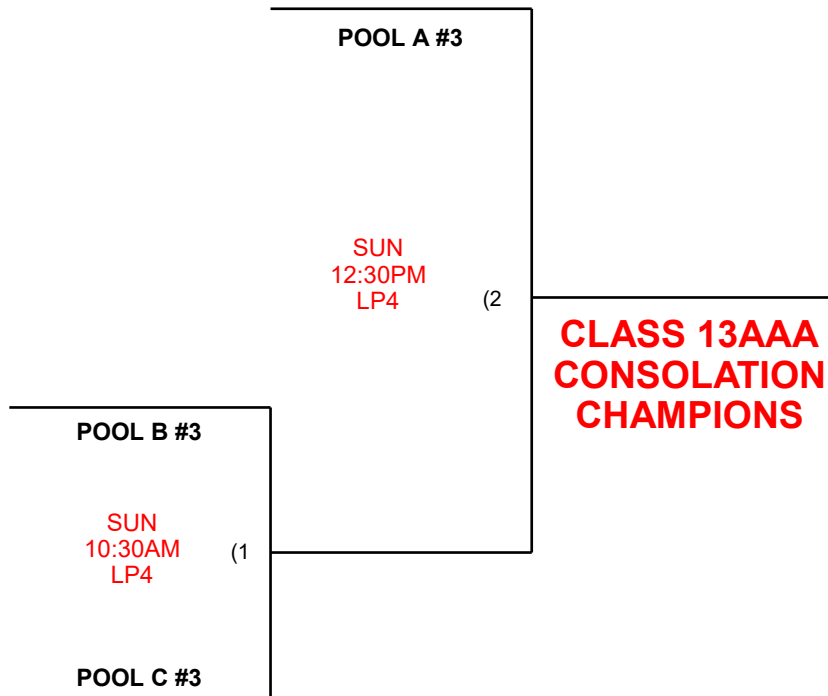 POOL A #3
SUN
12:30PM
LP4
(2
CLASS 13AAA
CONSOLATION
CHAMPIONS
POOL B #3
SUN
10:30AM
LP4
(1
POOL C #3